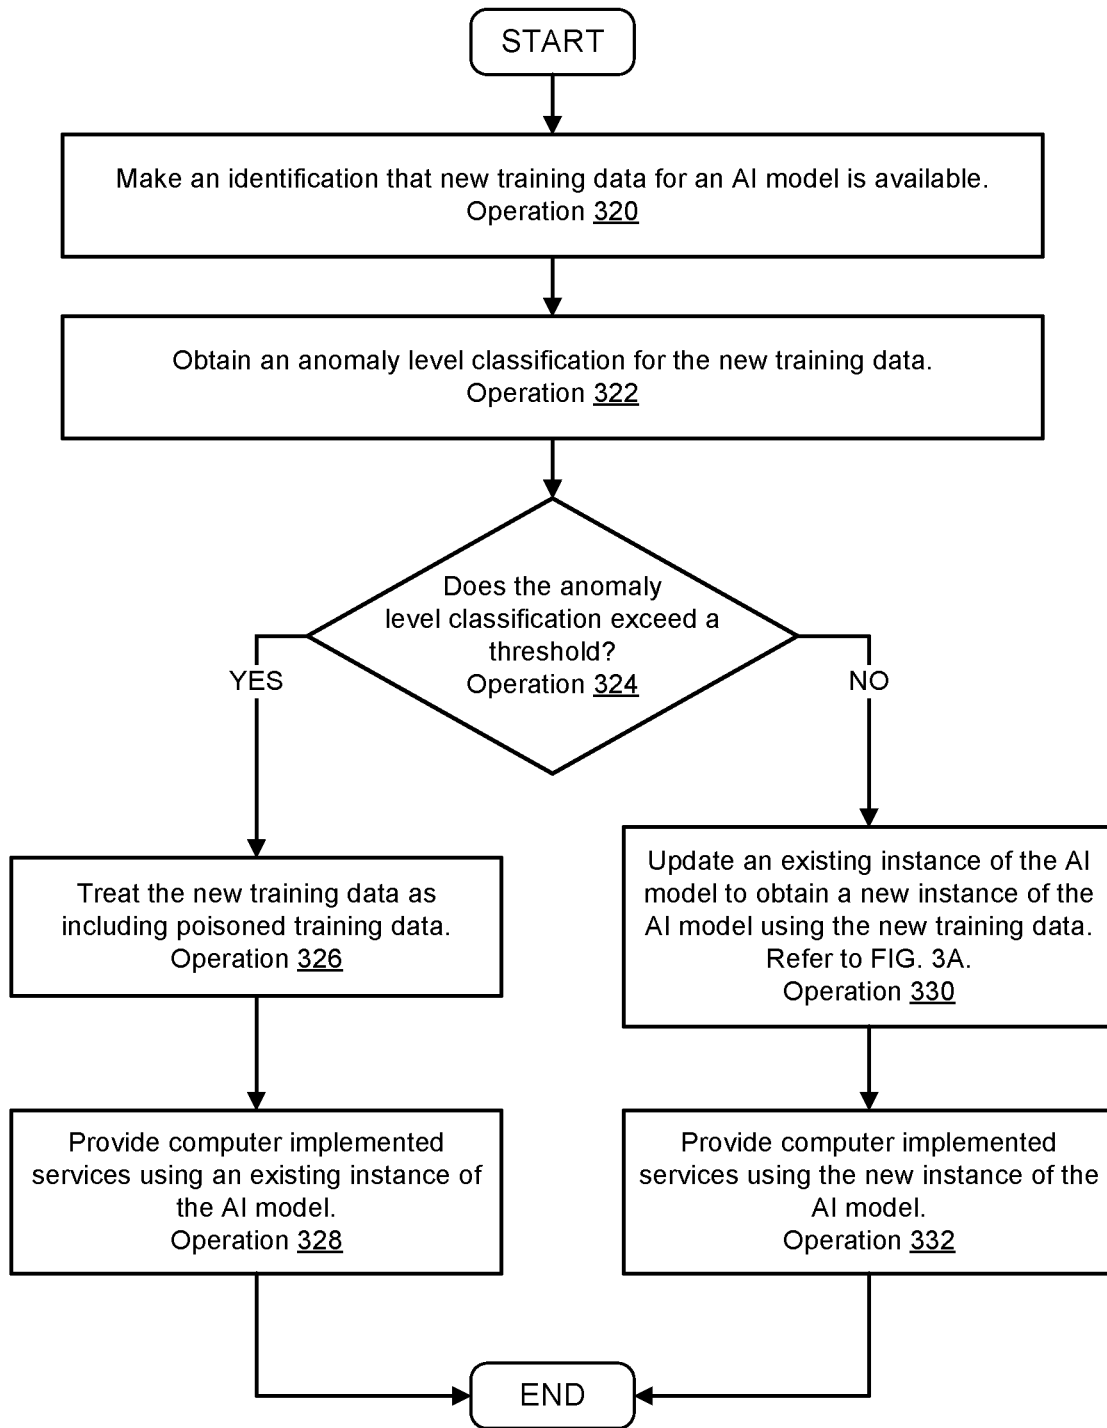 START
Make an identification that new training data for an AI model is available.
Operation 320
Obtain an anomaly level classification for the new training data.
Operation 322
Does the anomaly
level classification exceed a
threshold?
Operation 324
YES
NO
Treat the new training data as
including poisoned training data.
Operation 326
Update an existing instance of the AI
model to obtain a new instance of the
AI model using the new training data.
Refer to FIG. 3A.
Operation 330
Provide computer implemented
services using an existing instance of
the AI model.
Operation 328
Provide computer implemented
services using the new instance of the
AI model.
Operation 332
END